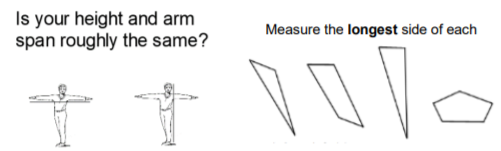 Is your height and arm
span roughly the same?
Measure the longest side of each